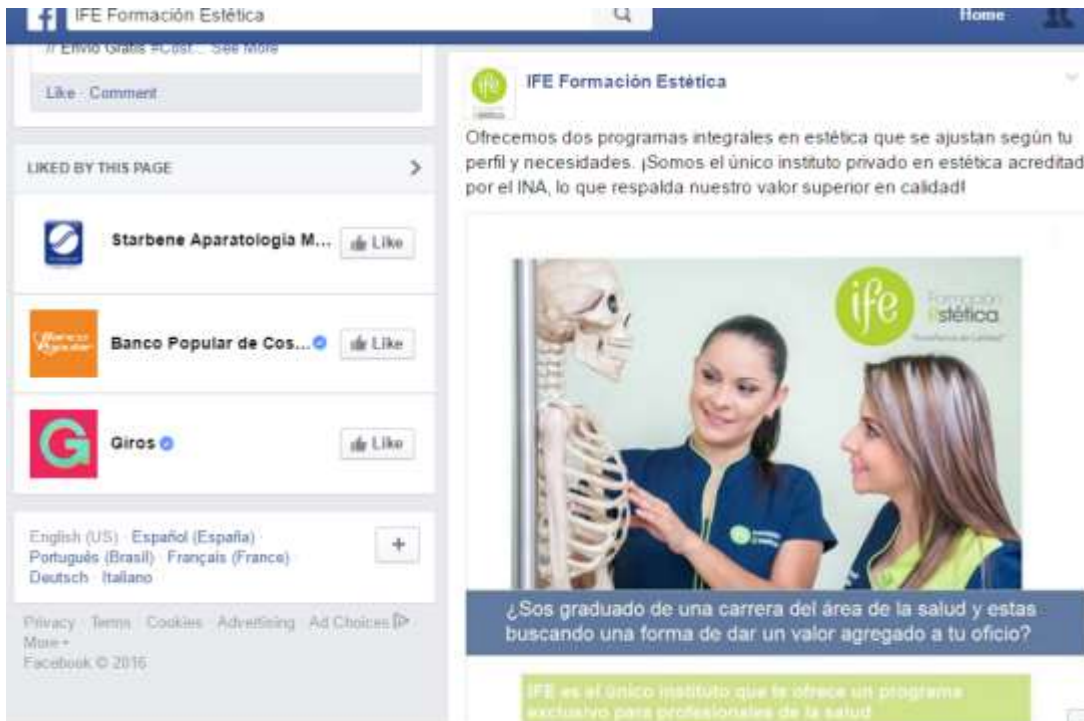 IFE Formación Estética
Home
// Envío Gratis #Cost... See More
Like · Comment
LIKED BY THIS PAGE
Starbene Aparatología M...
Like
Banco Popular de Cos...
Like
Giros
Like
English (US) · Español (España) ·
Português (Brasil) · Français (France) ·
Deutsch · Italiano
+
Privacy · Terms · Cookies · Advertising · Ad Choices
More
Facebook © 2016
ife
IFE Formación Estética
Ofrecemos dos programas integrales en estética que se ajustan según tu
perfil y necesidades. ¡Somos el único instituto privado en estética acreditad
por el INA, lo que respalda nuestro valor superior en calidad!
ife
Formación
Estética
¿Sos graduado de una carrera del área de la salud y estas
buscando una forma de dar un valor agregado a tu oficio?
IFE es el único instituto que te ofrece un programa
exclusivo para profesionales de la salud